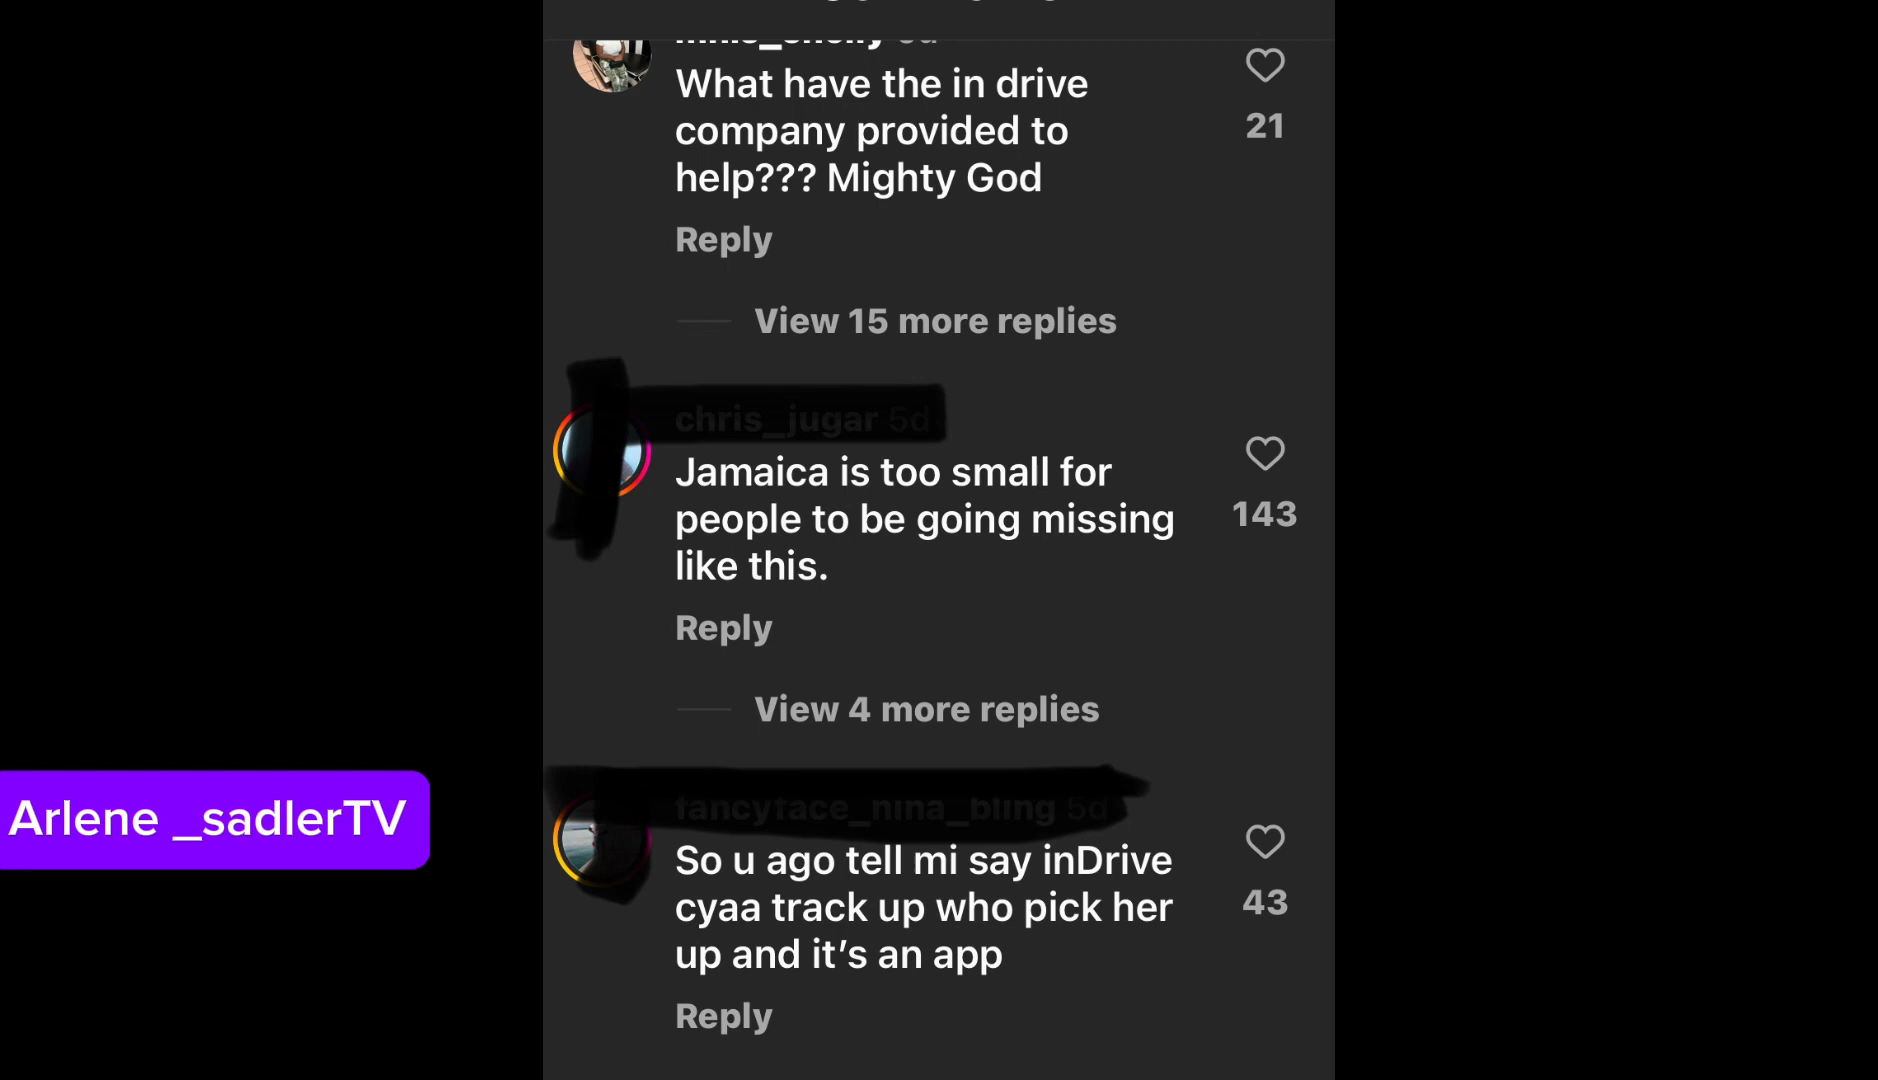 What have the in drive
company provided to
help??? Mighty God
21
Reply
View 15 more replies
chris_jugar 5d
Jamaica is too small for
people to be going missing
like this.
143
Reply
View 4 more replies
fancyface_nina_bling 5d
So u ago tell mi say inDrive
cyaa track up who pick her
up and it's an app
43
Reply
Arlene _sadlerTV